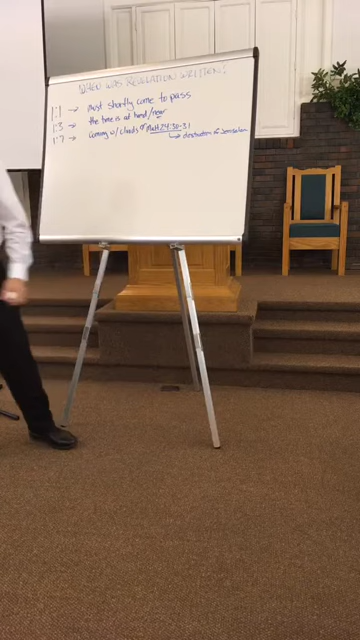 WHEN WAS REVELATION WRITTEN?
1:1 → must shortly come to pass
1:3 → the time is at hand/near
1:7 → coming w/ clouds cf Matt 24:30-31
↳ destruction of Jerusalem